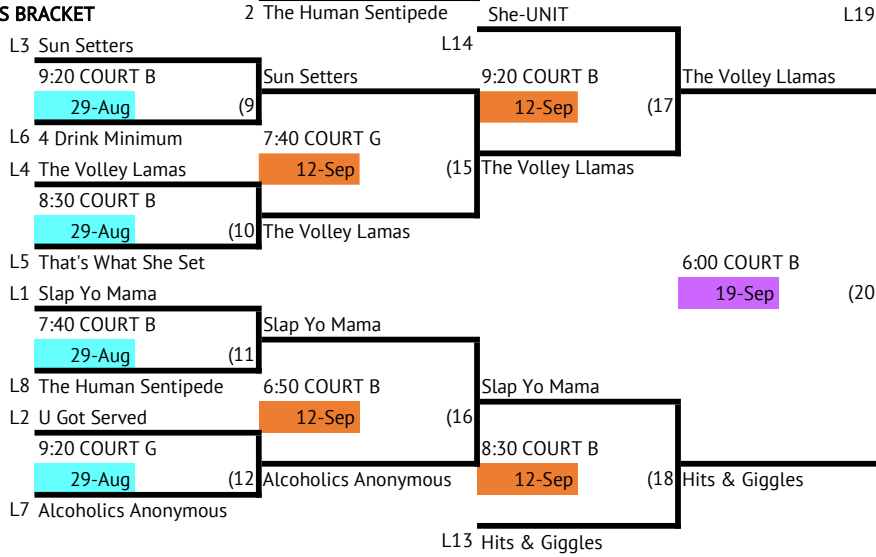 S BRACKET
2 The Human Sentipede
She-UNIT
L19
L3 Sun Setters
L14
9:20 COURT B
Sun Setters
9:20 COURT B
The Volley Llamas
29-Aug
(9
12-Sep
(17
L6 4 Drink Minimum
7:40 COURT G
L4 The Volley Lamas
12-Sep
(15
The Volley Llamas
8:30 COURT B
29-Aug
(10
The Volley Lamas
L5 That's What She Set
6:00 COURT B
L1 Slap Yo Mama
19-Sep
(20
7:40 COURT B
Slap Yo Mama
29-Aug
(11
L8 The Human Sentipede
6:50 COURT B
Slap Yo Mama
L2 U Got Served
12-Sep
(16
9:20 COURT G
8:30 COURT B
29-Aug
(12
Alcoholics Anonymous
12-Sep
(18
Hits & Giggles
L7 Alcoholics Anonymous
L13 Hits & Giggles